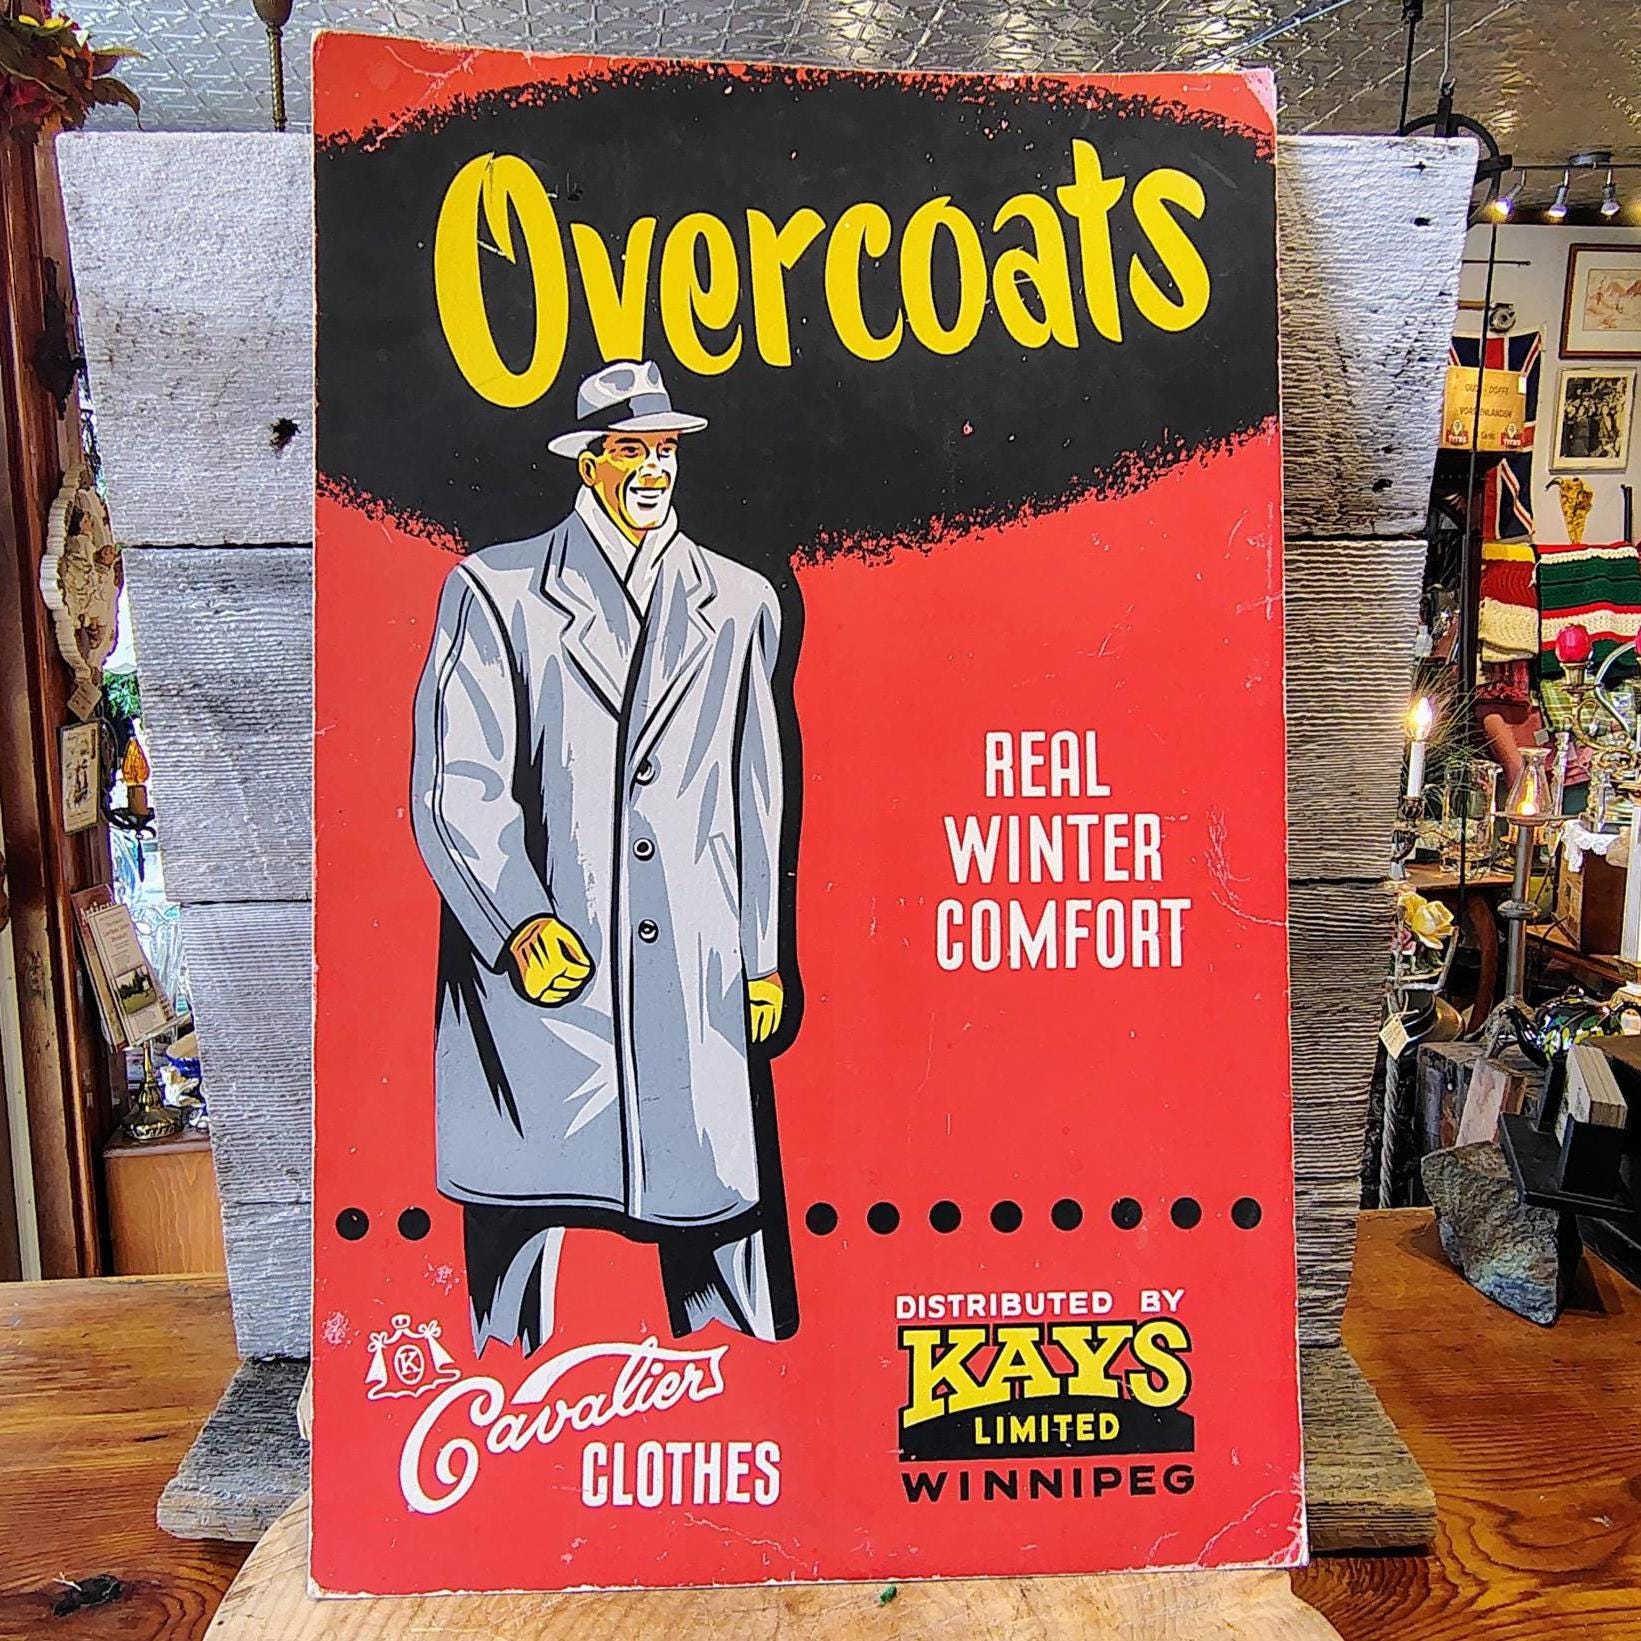 Overcoats
REAL
WINTER
COMFORT
K
Cavalier
CLOTHES
DISTRIBUTED BY
KAYS
LIMITED
WINNIPEG